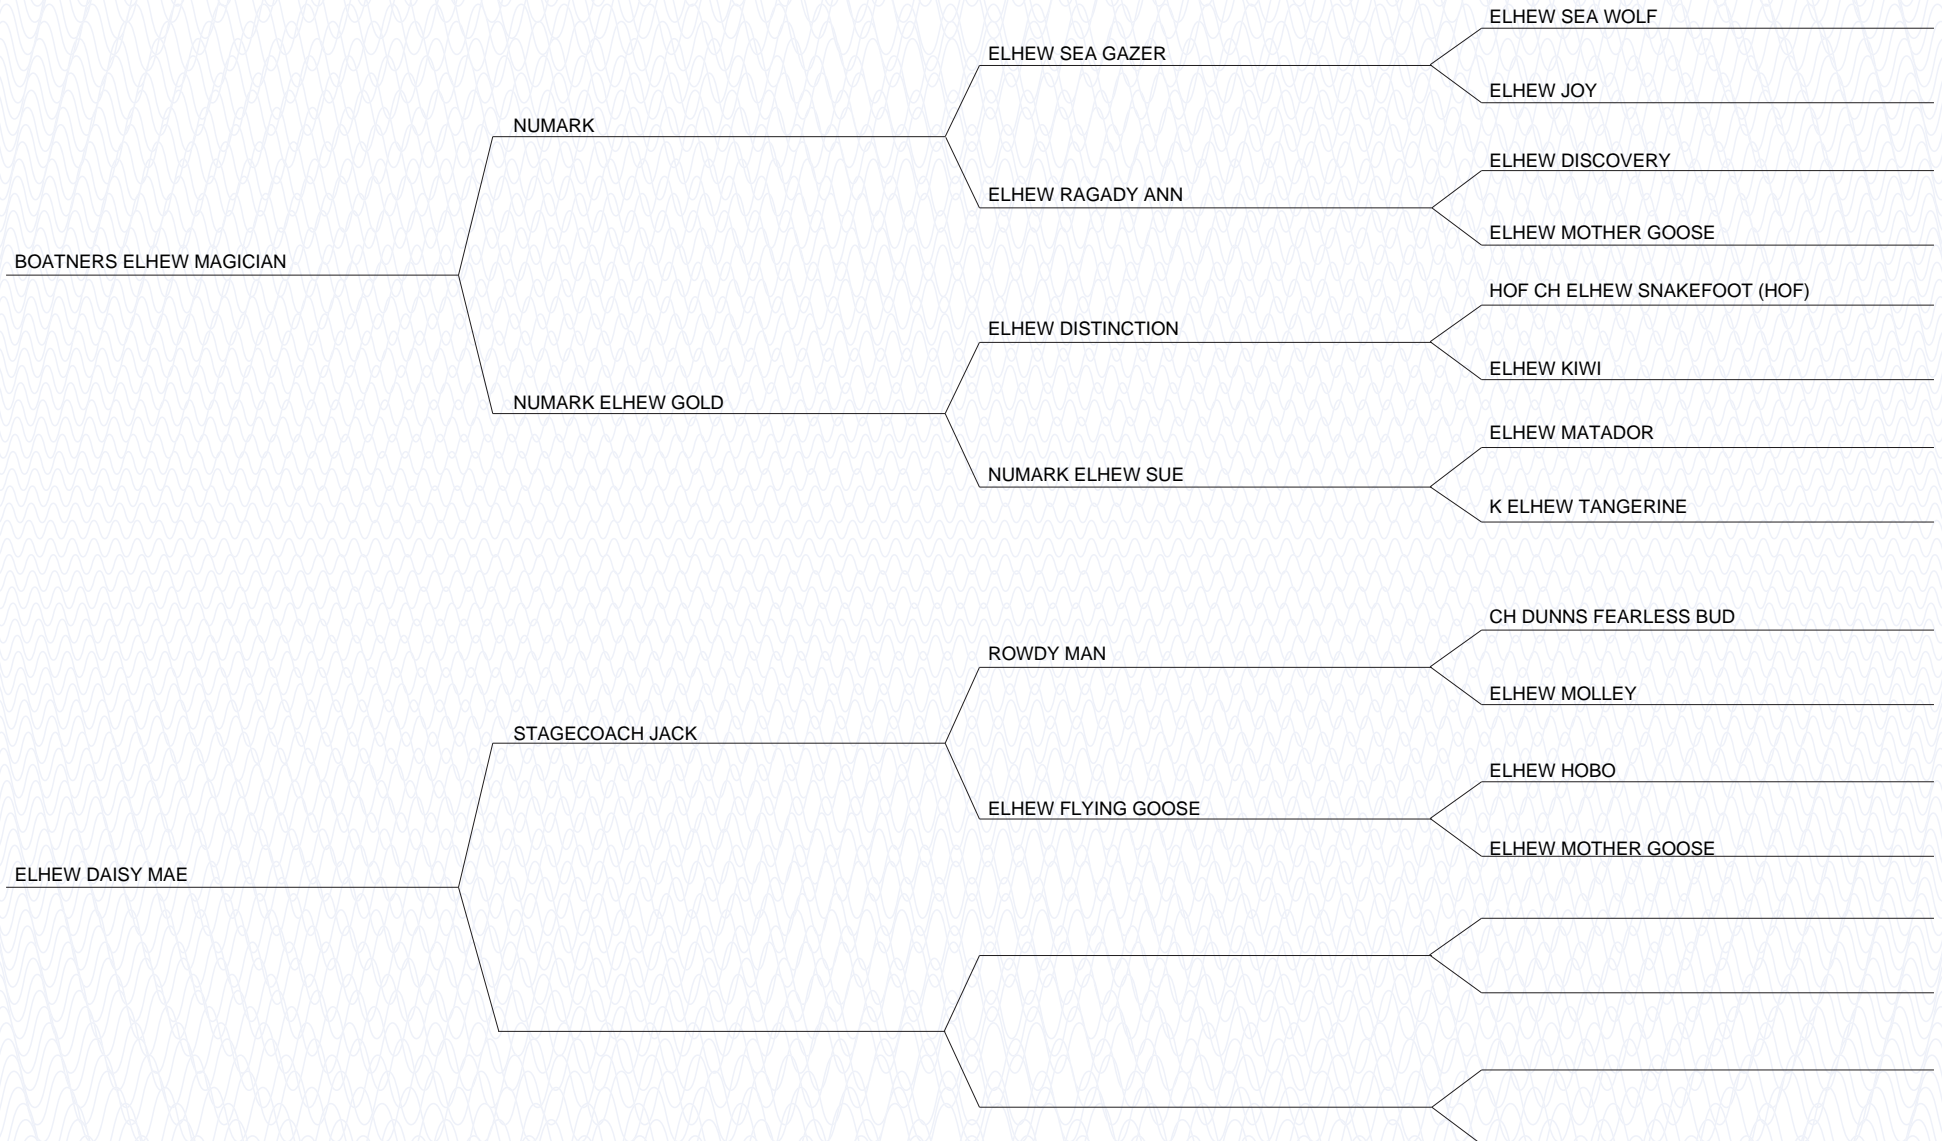 ELHEW SEA WOLF
ELHEW SEA GAZER
ELHEW JOY
NUMARK
ELHEW DISCOVERY
ELHEW RAGADY ANN
ELHEW MOTHER GOOSE
BOATNERS ELHEW MAGICIAN
HOF CH ELHEW SNAKEFOOT (HOF)
ELHEW DISTINCTION
ELHEW KIWI
NUMARK ELHEW GOLD
ELHEW MATADOR
NUMARK ELHEW SUE
K ELHEW TANGERINE
CH DUNNS FEARLESS BUD
ROWDY MAN
ELHEW MOLLEY
STAGECOACH JACK
ELHEW HOBO
ELHEW FLYING GOOSE
ELHEW MOTHER GOOSE
ELHEW DAISY MAE